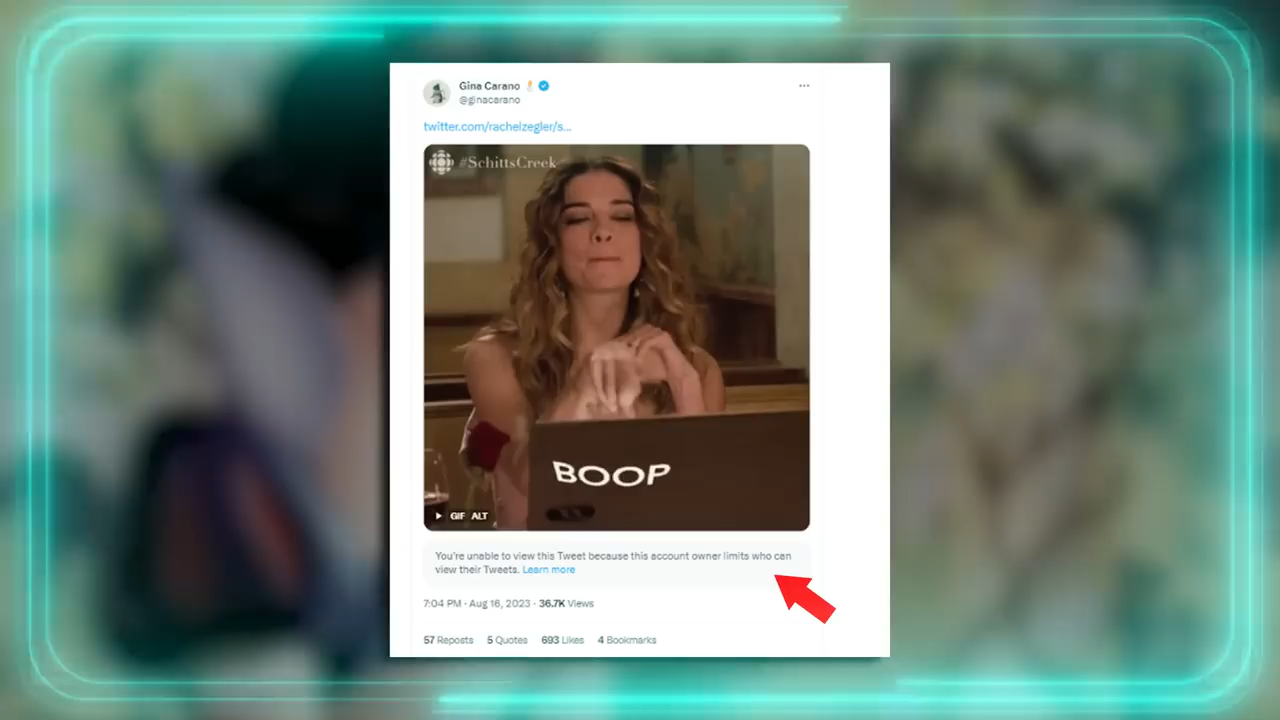 Gina Carano
@ginacarano
twitter.com/rachelzegler/s...
#SchittsCreek
BOOP
GIF ALT
You're unable to view this Tweet because this account owner limits who can
view their Tweets. Learn more
7:04 PM · Aug 16, 2023 · 36.7K Views
57 Reposts 5 Quotes 693 Likes 4 Bookmarks